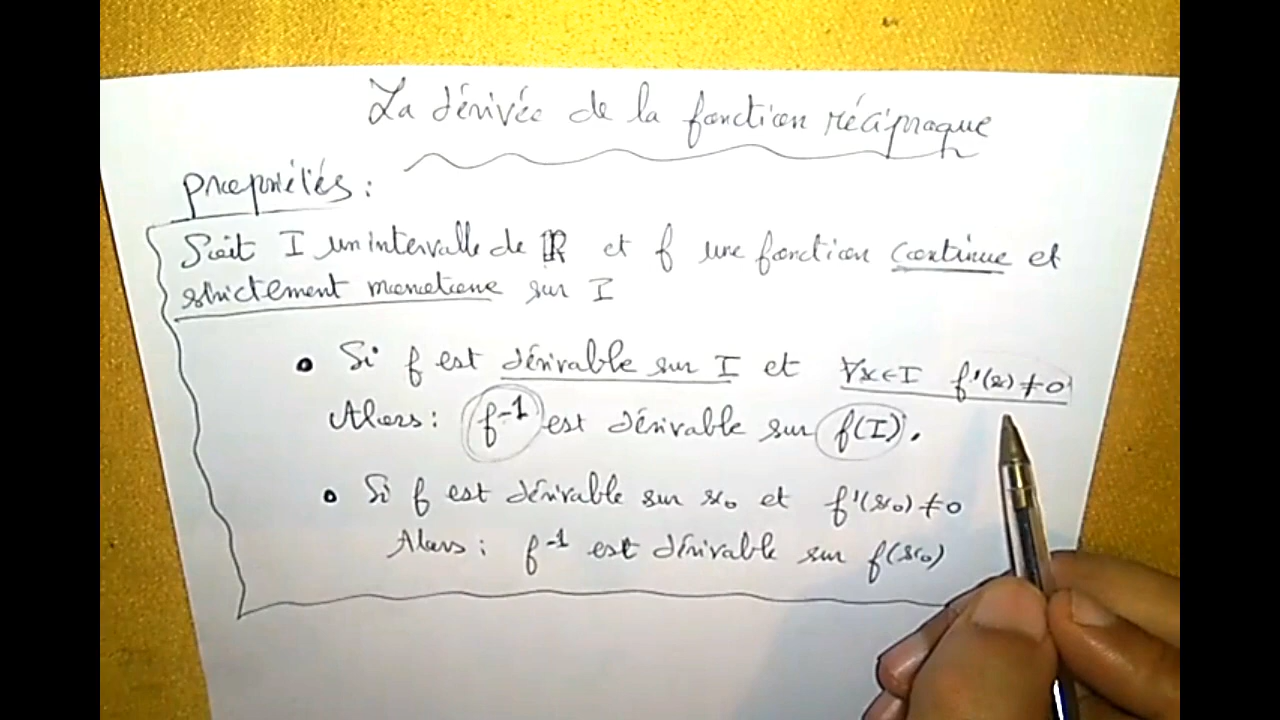 La dérivée de la fonction réciproque
propriétés :
Soit I un intervalle de ℝ et f une fonction continue et
strictement monotone sur I
• Si f est dérivable sur I et ∀x∈I f'(x)≠0
Alors : f⁻¹ est dérivable sur f(I).
• Si f est dérivable sur x₀ et f'(x₀)≠0
Alors : f⁻¹ est dérivable sur f(x₀)